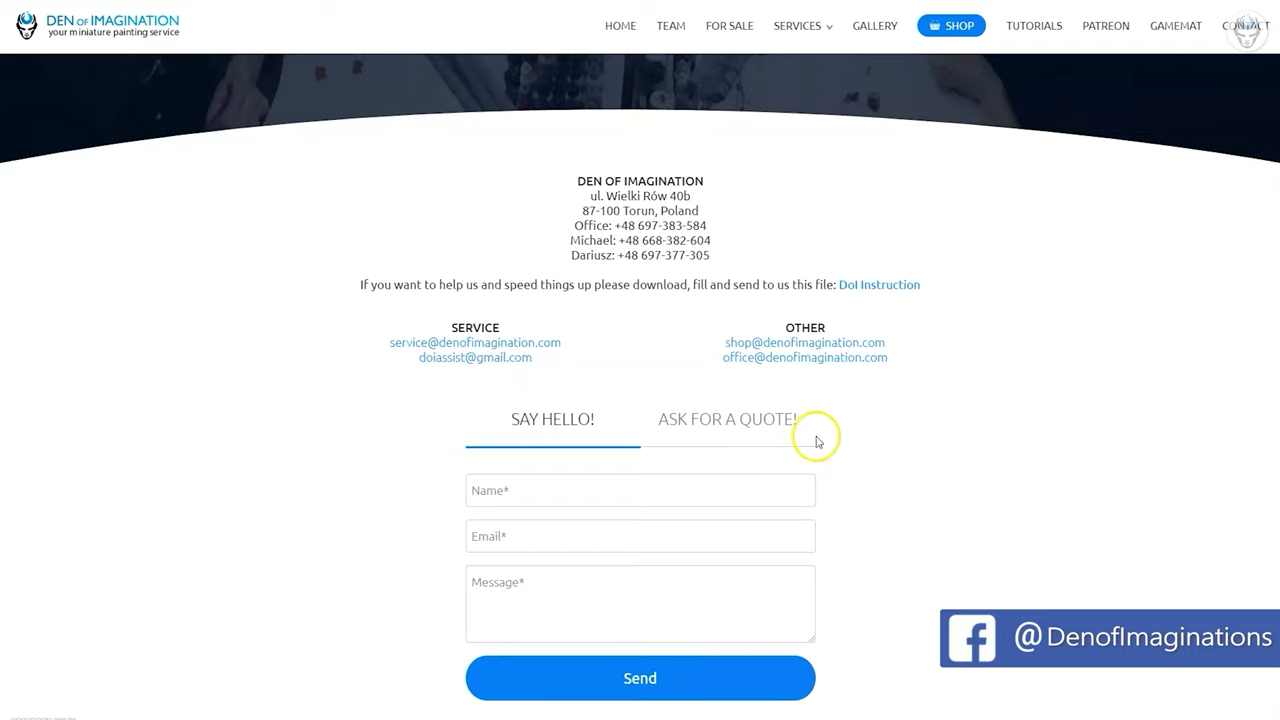 DEN OF IMAGINATION
your miniature painting service
HOME
TEAM
FOR SALE
SERVICES
GALLERY
SHOP
TUTORIALS
PATREON
GAMEMAT
CONTACT
DEN OF IMAGINATION
ul. Wielki Rów 40b
87-100 Torun, Poland
Office: +48 697-383-584
Michael: +48 668-382-604
Dariusz: +48 697-377-305
If you want to help us and speed things up please download, fill and send to us this file: DoI Instruction
SERVICE
service@denofimagination.com
doiassist@gmail.com
OTHER
shop@denofimagination.com
office@denofimagination.com
SAY HELLO!
ASK FOR A QUOTE!
Name*
Email*
Message*
Send
@DenofImaginations